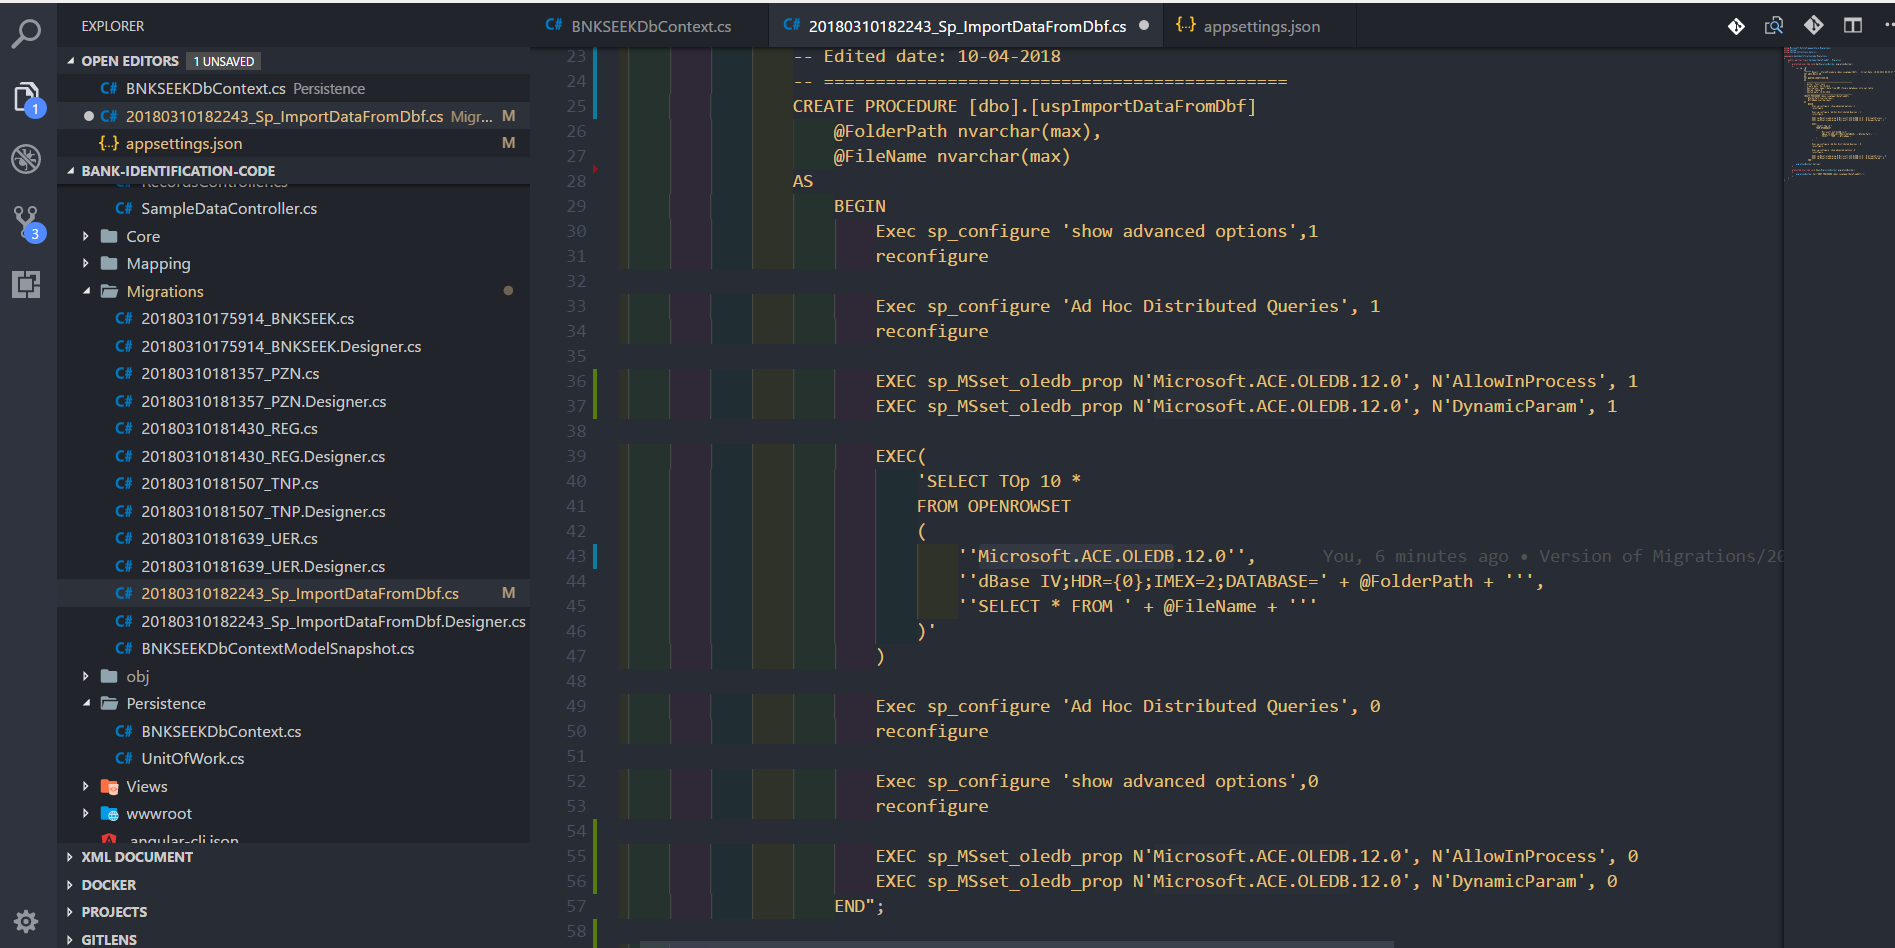 EXPLORER
OPEN EDITORS 1 UNSAVED
BNKSEEKDbContext.cs Persistence
20180310182243_Sp_ImportDataFromDbf.cs Migr... M
appsettings.json M
BANK-IDENTIFICATION-CODE
RecordsController.cs
SampleDataController.cs
Core
Mapping
Migrations
20180310175914_BNKSEEK.cs
20180310175914_BNKSEEK.Designer.cs
20180310181357_PZN.cs
20180310181357_PZN.Designer.cs
20180310181430_REG.cs
20180310181430_REG.Designer.cs
20180310181507_TNP.cs
20180310181507_TNP.Designer.cs
20180310181639_UER.cs
20180310181639_UER.Designer.cs
20180310182243_Sp_ImportDataFromDbf.cs M
20180310182243_Sp_ImportDataFromDbf.Designer.cs
BNKSEEKDbContextModelSnapshot.cs
obj
Persistence
BNKSEEKDbContext.cs
UnitOfWork.cs
Views
wwwroot
.angular-cli.json
XML DOCUMENT
DOCKER
PROJECTS
GITLENS
1
3
BNKSEEKDbContext.cs 20180310182243_Sp_ImportDataFromDbf.cs appsettings.json
23 -- Edited date: 10-04-2018
24 -- =============================================
25 CREATE PROCEDURE [dbo].[uspImportDataFromDbf]
26 @FolderPath nvarchar(max),
27 @FileName nvarchar(max)
28 AS
29 BEGIN
30 Exec sp_configure 'show advanced options',1
31 reconfigure
32
33 Exec sp_configure 'Ad Hoc Distributed Queries', 1
34 reconfigure
35
36 EXEC sp_MSset_oledb_prop N'Microsoft.ACE.OLEDB.12.0', N'AllowInProcess', 1
37 EXEC sp_MSset_oledb_prop N'Microsoft.ACE.OLEDB.12.0', N'DynamicParam', 1
38
39 EXEC(
40 'SELECT TOp 10 *
41 FROM OPENROWSET
42 (
43 ''Microsoft.ACE.OLEDB.12.0'', You, 6 minutes ago • Version of Migrations/20
44 ''dBase IV;HDR={0};IMEX=2;DATABASE=' + @FolderPath + ''',
45 ''SELECT * FROM ' + @FileName + '''
46 )'
47 )
48
49 Exec sp_configure 'Ad Hoc Distributed Queries', 0
50 reconfigure
51
52 Exec sp_configure 'show advanced options',0
53 reconfigure
54
55 EXEC sp_MSset_oledb_prop N'Microsoft.ACE.OLEDB.12.0', N'AllowInProcess', 0
56 EXEC sp_MSset_oledb_prop N'Microsoft.ACE.OLEDB.12.0', N'DynamicParam', 0
57 END";
58